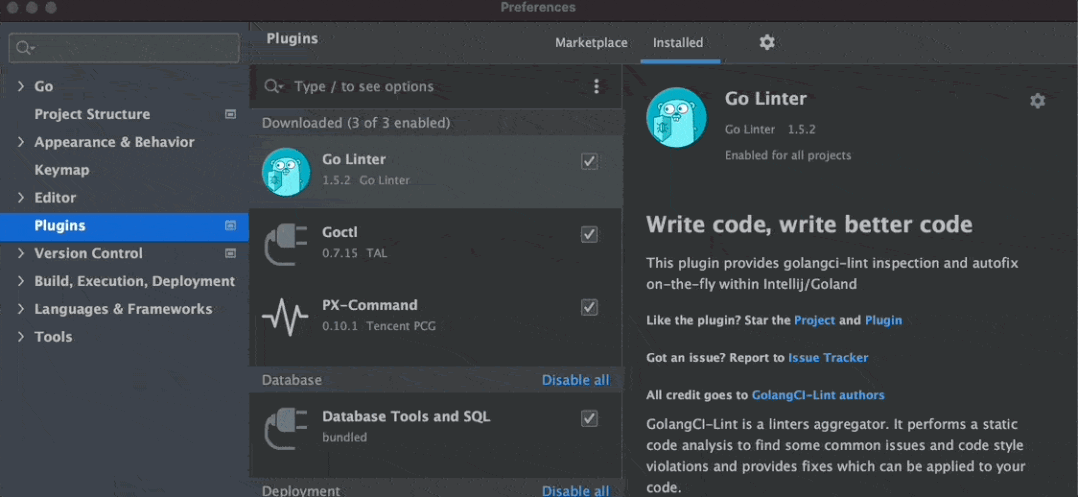 Preferences
Plugins
Marketplace
Installed
Go
Project Structure
Appearance & Behavior
Keymap
Editor
Plugins
Version Control
Build, Execution, Deployment
Languages & Frameworks
Tools
Type / to see options
Downloaded (3 of 3 enabled)
Go Linter
1.5.2 Go Linter
Goctl
0.7.15 TAL
PX-Command
0.10.1 Tencent PCG
Database Disable all
Database Tools and SQL
bundled
Deployment Disable all
Go Linter
Go Linter 1.5.2
Enabled for all projects
Write code, write better code
This plugin provides golangci-lint inspection and autofix
on-the-fly within Intellij/Goland
Like the plugin? Star the Project and Plugin
Got an issue? Report to Issue Tracker
All credit goes to GolangCI-Lint authors
GolangCI-Lint is a linters aggregator. It performs a static
code analysis to find some common issues and code style
violations and provides fixes which can be applied to your
code.